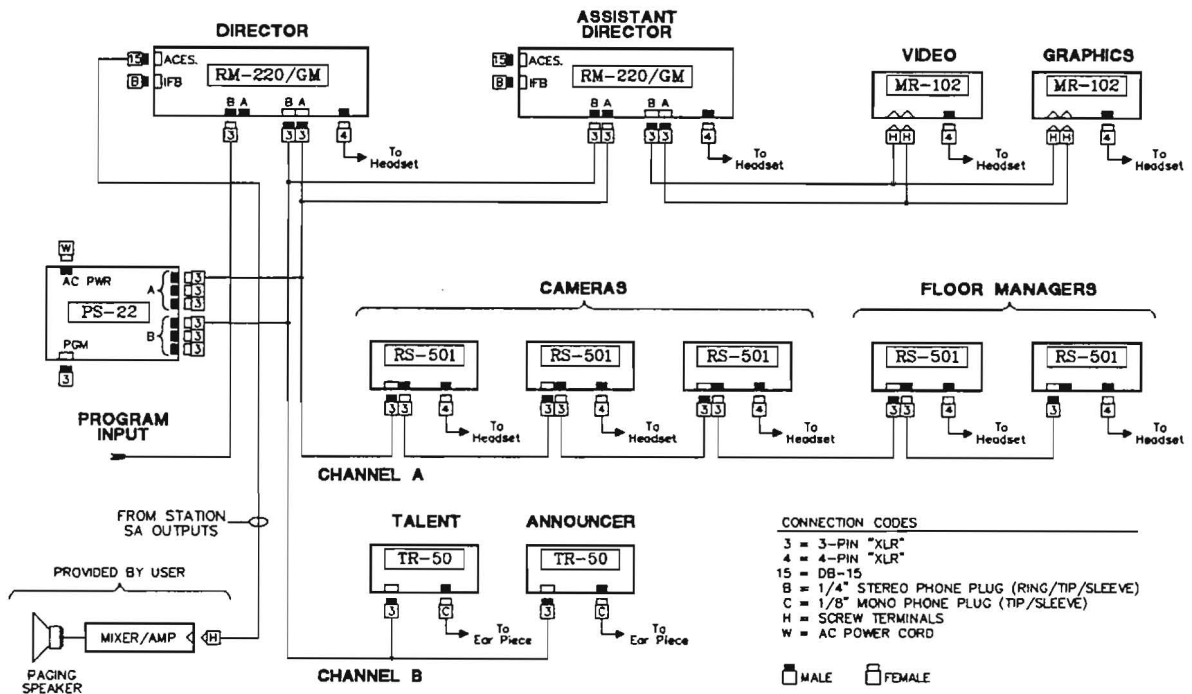 DIRECTOR
ASSISTANT
DIRECTOR
VIDEO
GRAPHICS
15
ACES.
B
IFB
RM-220/GM
B A
B A
3
3 3
4
To
Headset
15
ACES.
B
IFB
RM-220/GM
B A
B A
3 3
3 3
4
To
Headset
MR-102
H H
4
To
Headset
MR-102
H H
4
To
Headset
W
AC PWR
PS-22
PGM
A
3
3
3
B
3
3
3
3
PROGRAM
INPUT
CAMERAS
FLOOR MANAGERS
RS-501
3 3
4
To
Headset
RS-501
3 3
4
To
Headset
RS-501
3 3
4
To
Headset
RS-501
3 3
4
To
Headset
RS-501
3
4
To
Headset
CHANNEL A
FROM STATION
SA OUTPUTS
TALENT
ANNOUNCER
TR-50
3
C
To
Ear Piece
TR-50
3
C
To
Ear Piece
CHANNEL B
PROVIDED BY USER
MIXER/AMP
H
PAGING
SPEAKER
CONNECTION CODES
3 = 3-PIN "XLR"
4 = 4-PIN "XLR"
15 = DB-15
B = 1/4" STEREO PHONE PLUG (RING/TIP/SLEEVE)
C = 1/8" MONO PHONE PLUG (TIP/SLEEVE)
H = SCREW TERMINALS
W = AC POWER CORD
MALE
FEMALE